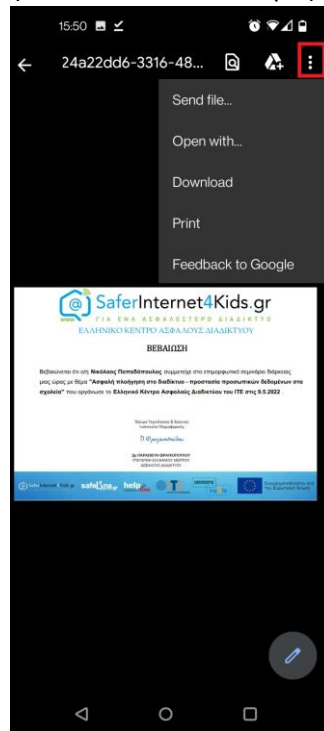 15:50
24a22dd6-3316-48...
Send file...
Open with...
Download
Print
Feedback to Google
SaferInternet4Kids.gr
ΓΙΑ ΕΝΑ ΑΣΦΑΛΕΣΤΕΡΟ ΔΙΑΔΙΚΤΥΟ
ΕΛΛΗΝΙΚΟ ΚΕΝΤΡΟ ΑΣΦΑΛΟΥΣ ΔΙΑΔΙΚΤΥΟΥ
ΒΕΒΑΙΩΣΗ
Βεβαιώνεται ότι ο/η Νικόλαος Παπαδόπουλος συμμετείχε στο επιμορφωτικό σεμινάριο διάρκειας
μιας ώρας με θέμα "Ασφαλή πλοήγηση στο διαδίκτυο - προστασία προσωπικών δεδομένων στα
σχολεία" που οργάνωσε το Ελληνικό Κέντρο Ασφαλούς Διαδικτύου του ΙΤΕ στις 9.5.2022